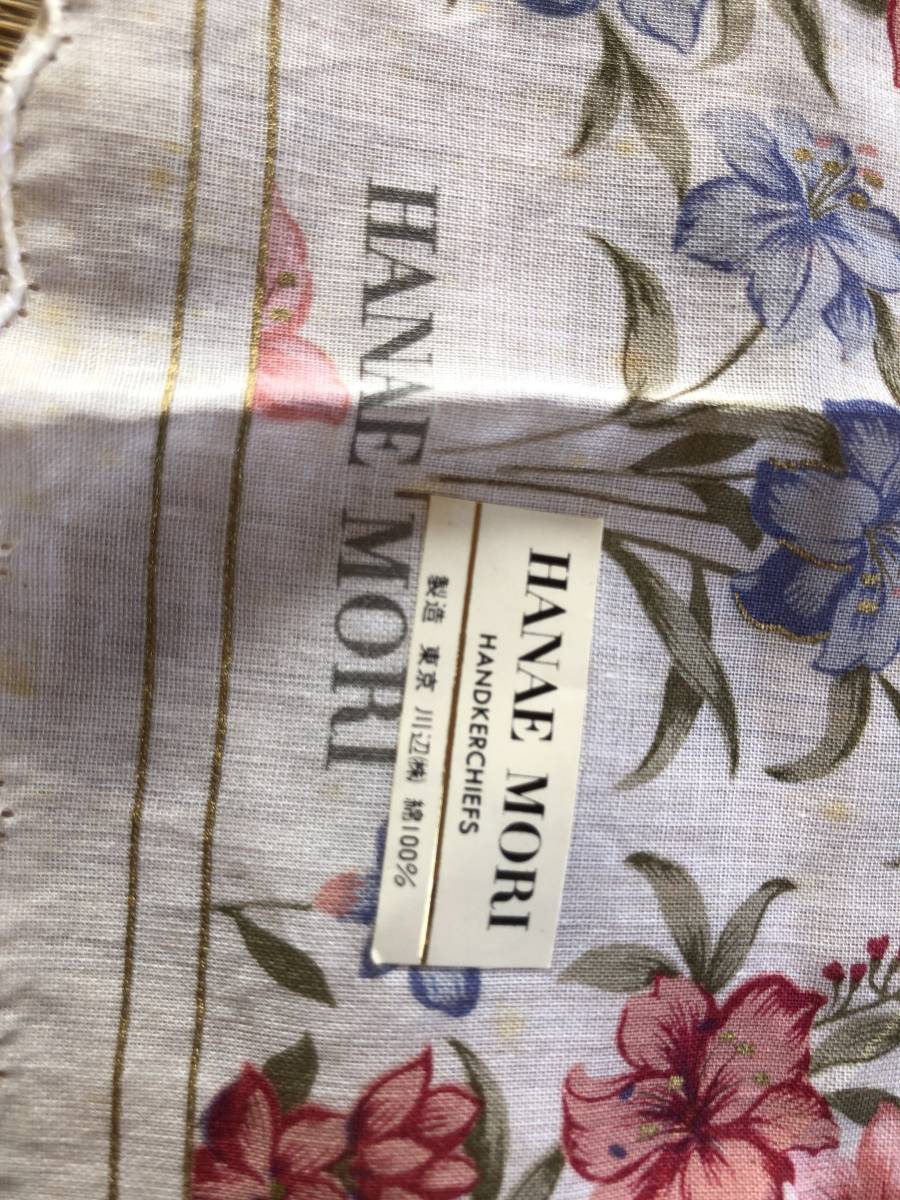 HANAE MORI
HANAE MORI
HANDKERCHIEFS
製造 東京 川辺㈱ 綿100%